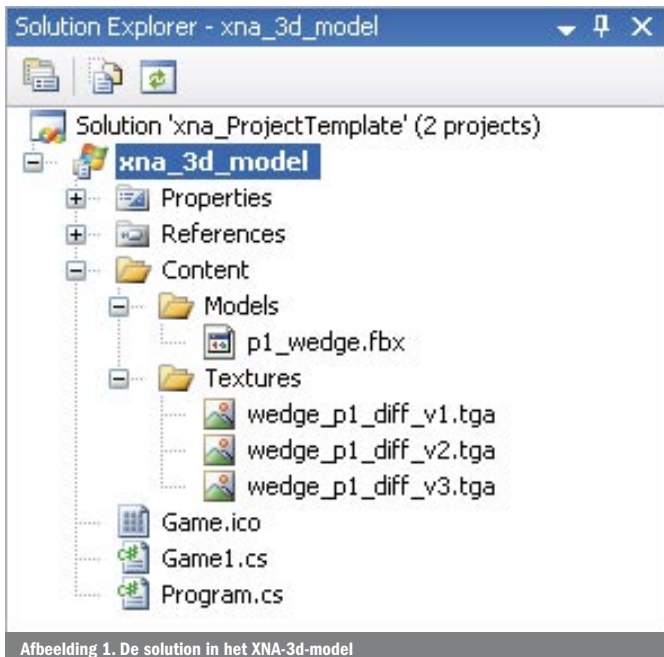 Solution Explorer - xna_3d_model
Solution 'xna_ProjectTemplate' (2 projects)
xna_3d_model
Properties
References
Content
Models
p1_wedge.fbx
Textures
wedge_p1_diff_v1.tga
wedge_p1_diff_v2.tga
wedge_p1_diff_v3.tga
Game.ico
Game1.cs
Program.cs
Afbeelding 1. De solution in het XNA-3d-model